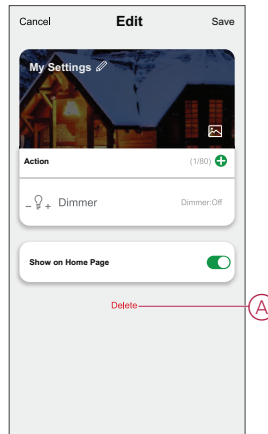 Cancel Edit Save
My Settings
Action (1/80)
Dimmer Dimmer:Off
Show on Home Page
Delete A